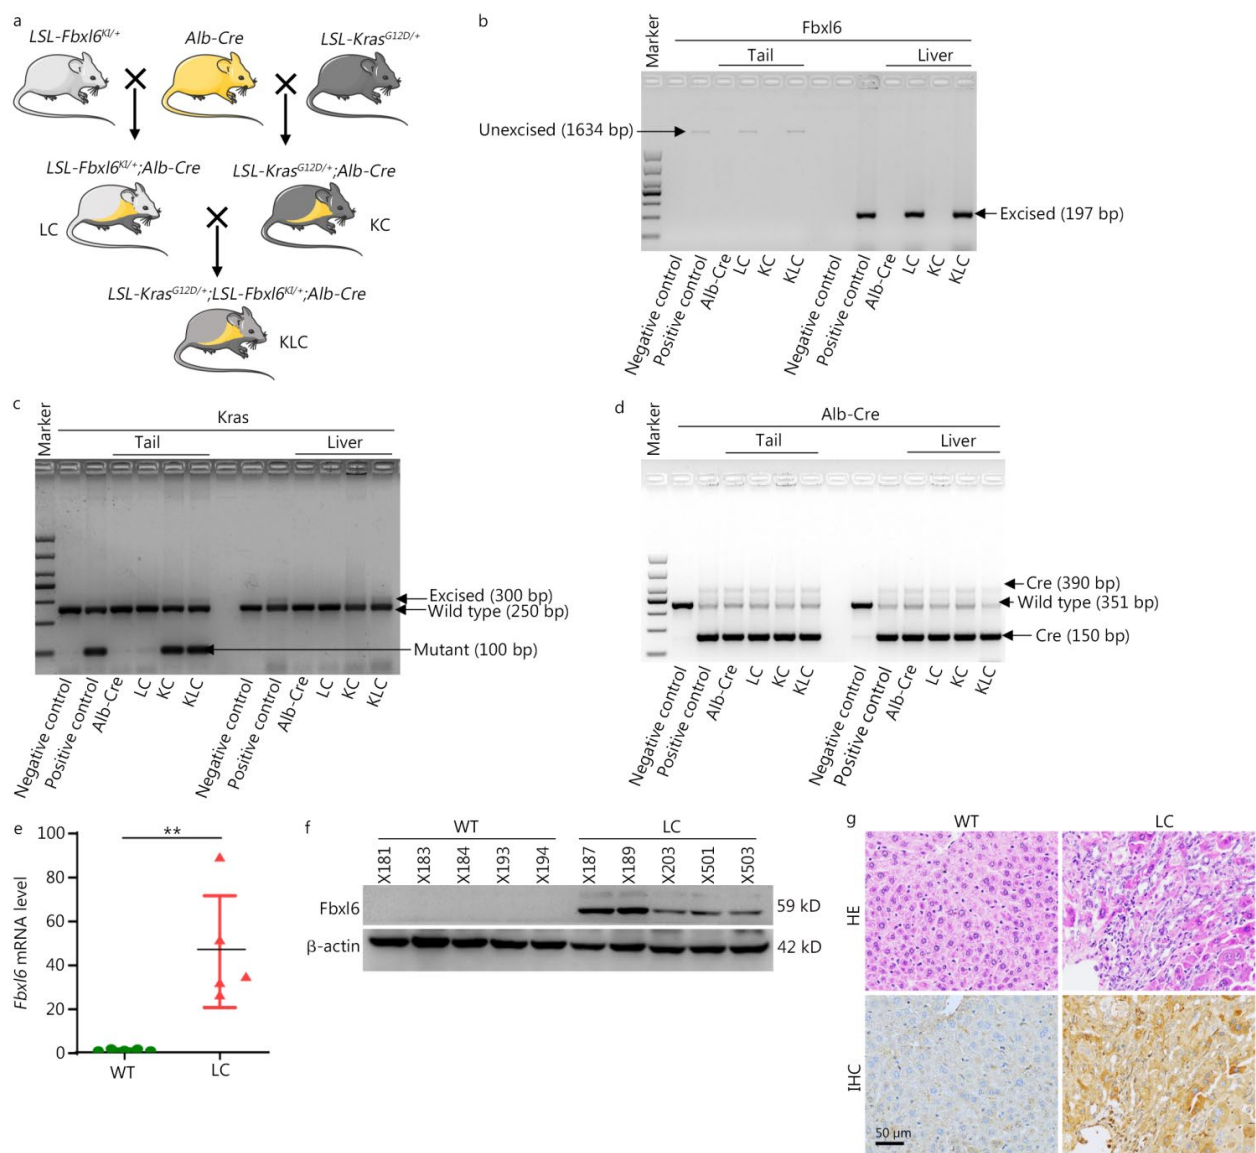 a
LSL-Fbxl6KI/+
Alb-Cre
LSL-KrasG12D/+
LSL-Fbxl6KI/+;Alb-Cre
LSL-KrasG12D/+;Alb-Cre
LC
KC
LSL-KrasG12D/+;LSL-Fbxl6KI/+;Alb-Cre
KLC
b
Marker
Fbxl6
Tail
Liver
Unexcised (1634 bp)
Excised (197 bp)
Negative control
Positive control
Alb-Cre
LC
KC
KLC
Negative control
Positive control
Alb-Cre
LC
KC
KLC
c
Marker
Kras
Tail
Liver
Excised (300 bp)
Wild type (250 bp)
Mutant (100 bp)
Negative control
Positive control
Alb-Cre
LC
KC
KLC
Negative control
Positive control
Alb-Cre
LC
KC
KLC
d
Marker
Alb-Cre
Tail
Liver
Cre (390 bp)
Wild type (351 bp)
Cre (150 bp)
Negative control
Positive control
Alb-Cre
LC
KC
KLC
Negative control
Positive control
Alb-Cre
LC
KC
KLC
e
Fbxl6 mRNA level
100
80
60
40
20
0
**
WT
LC
f
WT
LC
X181
X183
X184
X193
X194
X187
X189
X203
X501
X503
Fbxl6
59 kD
β-actin
42 kD
g
WT
LC
HE
IHC
50 μm